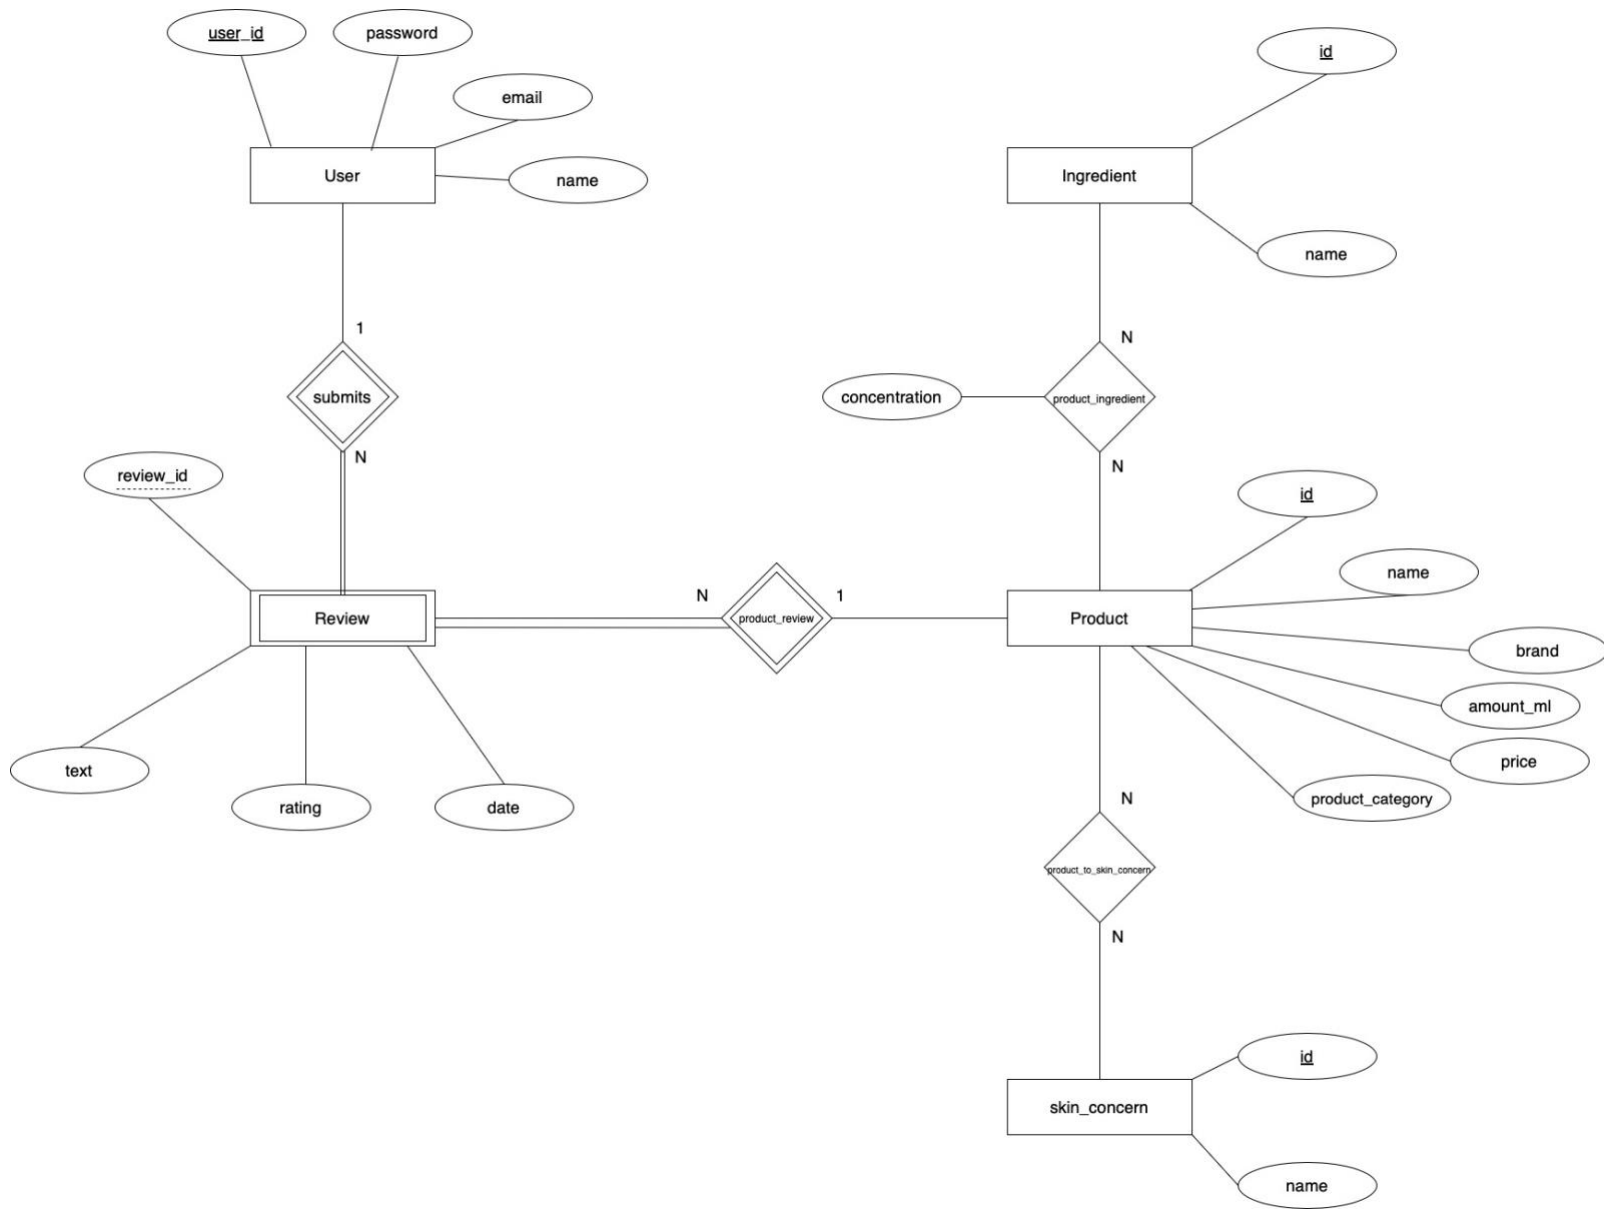 user_id
password
email
name
User
1
submits
N
review_id
Review
text
rating
date
N
product_review
1
id
Ingredient
name
N
concentration
product_ingredient
N
id
name
Product
brand
amount_ml
price
product_category
N
product_to_skin_concern
N
id
skin_concern
name